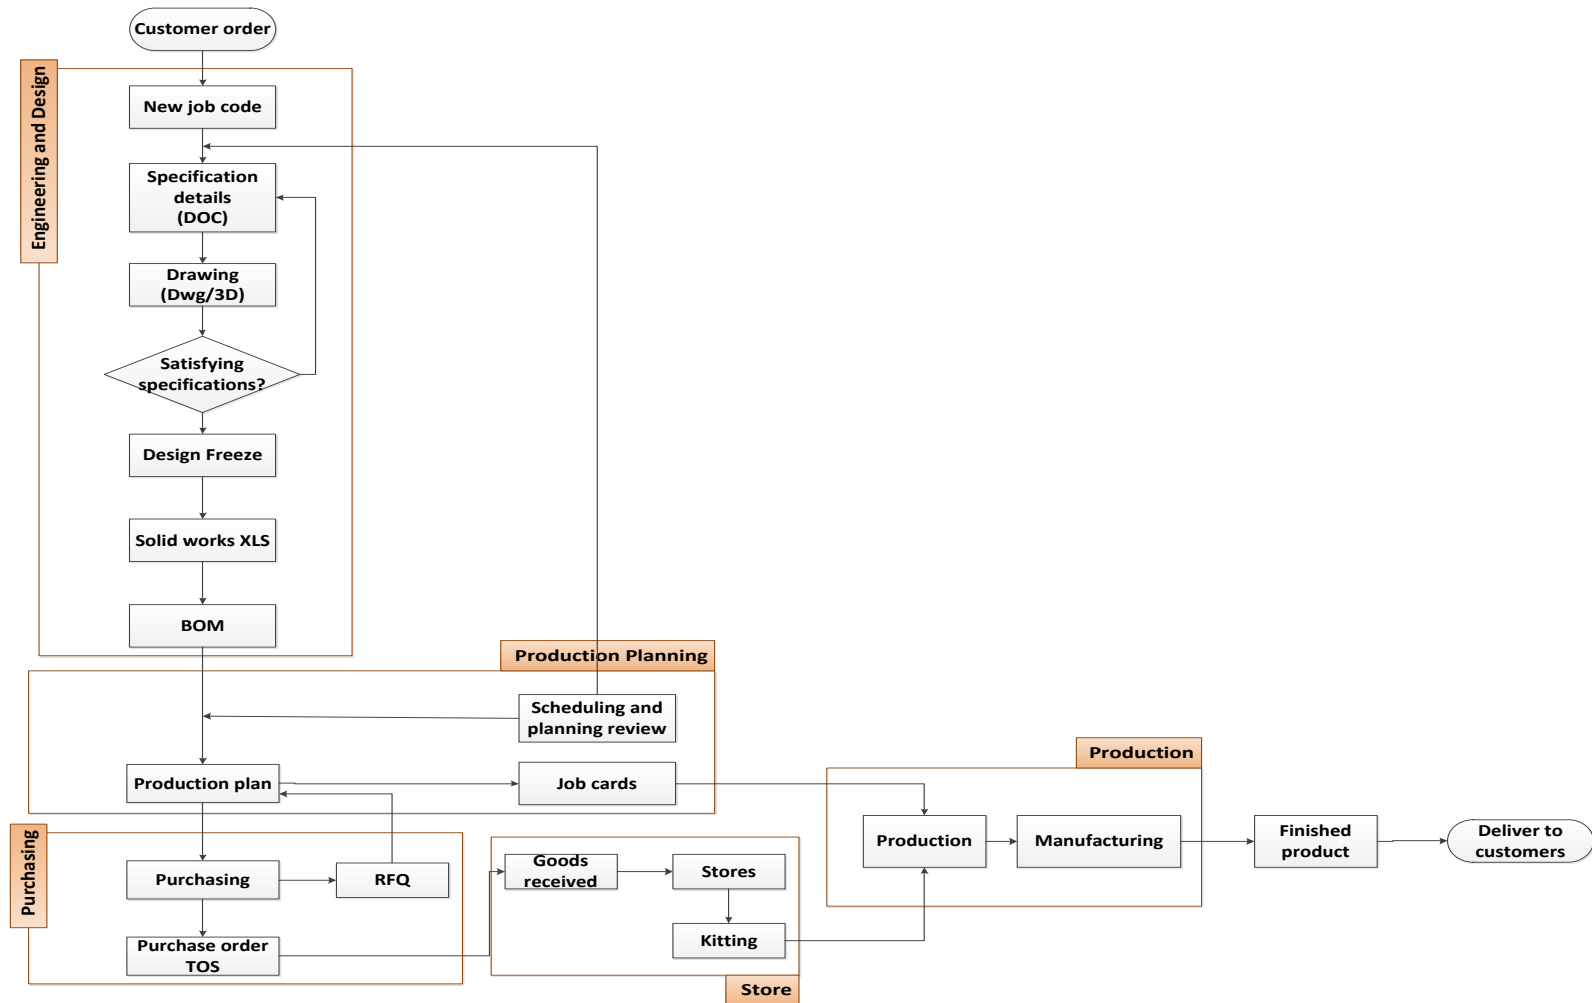 Customer order
Engineering and Design
New job code
Specification
details
(DOC)
Drawing
(Dwg/3D)
Satisfying
specifications?
Design Freeze
Solid works XLS
BOM
Production Planning
Scheduling and
planning review
Production plan
Job cards
Production
Production
Manufacturing
Finished
product
Deliver to
customers
Purchasing
Purchasing
RFQ
Purchase order
TOS
Goods
received
Stores
Kitting
Store